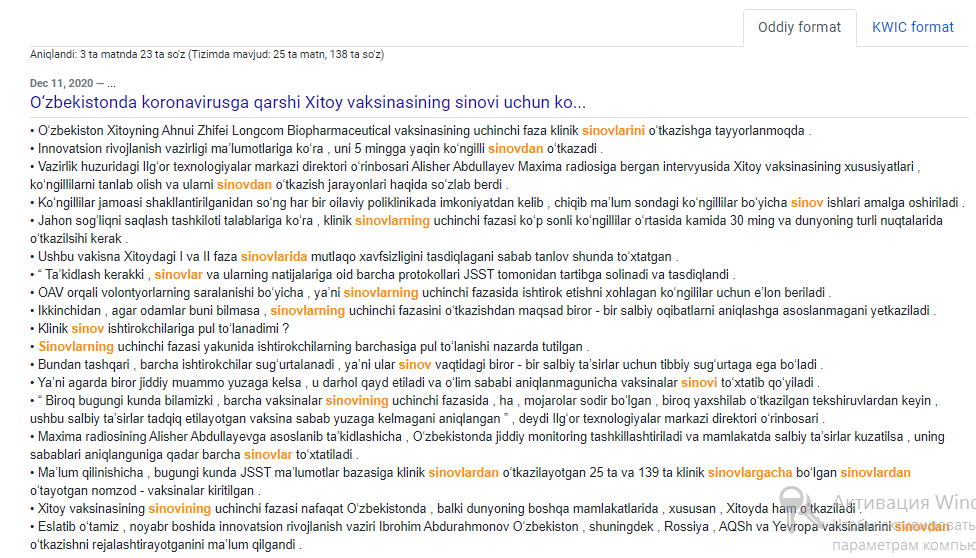 Oddiy format KWIC format
Aniqlandi: 3 ta matnda 23 ta so'z (Tizimda mavjud: 25 ta matn, 138 ta so'z)
Dec 11, 2020 — ...
O‘zbekistonda koronavirusga qarshi Xitoy vaksinasining sinovi uchun ko...
• O‘zbekiston Xitoyning Ahnui Zhifei Longcom Biopharmaceutical vaksinasining uchinchi faza klinik sinovlarini o‘tkazishga tayyorlanmoqda .
• Innovatsion rivojlanish vazirligi ma’lumotlariga ko‘ra , uni 5 mingga yaqin ko‘ngilli sinovdan o‘tkazadi .
• Vazirlik huzuridagi Ilg‘or texnologiyalar markazi direktori o‘rinbosari Alisher Abdullayev Maxima radiosiga bergan intervyusida Xitoy vaksinasining xususiyatlari ,
ko‘ngillilarni tanlab olish va ularni sinovdan o‘tkazish jarayonlari haqida so‘zlab berdi .
• Ko‘ngillilar jamoasi shakllantirilganidan so‘ng har bir oilaviy poliklinikada imkoniyatdan kelib , chiqib ma’lum sondagi ko‘ngillilar bo‘yicha sinov ishlari amalga oshiriladi .
• Jahon sog‘liqni saqlash tashkiloti talablariga ko‘ra , klinik sinovlarning uchinchi fazasi ko‘p sonli ko‘ngillilar o‘rtasida kamida 30 ming va dunyoning turli nuqtalarida
o‘tkazilsihi kerak .
• Ushbu vakisna Xitoydagi I va II faza sinovlarida mutlaqo xavfsizligini tasdiqlagani sabab tanlov shunda to‘xtatgan .
• “ Ta’kidlash kerakki , sinovlar va ularning natijalariga oid barcha protokollari JSST tomonidan tartibga solinadi va tasdiqlandi .
• OAV orqali volontyorlarning saralanishi bo‘yicha , ya’ni sinovlarning uchinchi fazasida ishtirok etishni xohlagan ko‘ngililar uchun e’lon beriladi .
• Ikkinchidan , agar odamlar buni bilmasa , sinovlarning uchinchi fazasini o‘tkazishdan maqsad biror - bir salbiy oqibatlarni aniqlashga asoslanmagani yetkaziladi .
• Klinik sinov ishtirokchilariga pul to‘lanadimi ?
• Sinovlarning uchinchi fazasi yakunida ishtirokchilarning barchasiga pul to‘lanishi nazarda tutilgan .
• Bundan tashqari , barcha ishtirokchilar sug‘urtalanadi , ya’ni ular sinov vaqtidagi biror - bir salbiy ta’sirlar uchun tibbiy sug‘urtaga ega bo‘ladi .
• Ya’ni agarda biror jiddiy muammo yuzaga kelsa , u darhol qayd etiladi va o‘lim sababi aniqlanmagunicha vaksinalar sinovi to‘xtatib qo‘yiladi .
• “ Biroq bugungi kunda bilamizki , barcha vaksinalar sinovining uchinchi fazasida , ha , mojarolar sodir bo‘lgan , biroq yaxshilab o‘tkazilgan tekshiruvlardan keyin ,
ushbu salbiy ta’sirlar tadqiq etilayotgan vaksina sabab yuzaga kelmagani aniqlangan ” , deydi Ilg‘or texnologiyalar markazi direktori o‘rinbosari .
• Maxima radiosining Alisher Abdullayevga asoslanib ta’kidlashicha , O‘zbekistonda jiddiy monitoring tashkillashtiriladi va mamlakatda salbiy ta’sirlar kuzatilsa , uning
sabablari aniqlanguniga qadar barcha sinovlar to‘xtatiladi .
• Ma’lum qilinishicha , bugungi kunda JSST ma’lumotlar bazasiga klinik sinovlardan o‘tkazilayotgan 25 ta va 139 ta klinik sinovlargacha bo‘lgan sinovlardan
o‘tayotgan nomzod - vaksinalar kiritilgan .
• Xitoy vaksinasining sinovining uchinchi fazasi nafaqat O‘zbekistonda , balki dunyoning boshqa mamlakatlarida , xususan , Xitoyda ham o‘tkaziladi .
• Eslatib o‘tamiz , noyabr boshida innovatsion rivojlanish vaziri Ibrohim Abdurahmonov O‘zbekiston , shuningdek , Rossiya , AQSh va Yevropa vaksinalarini sinovdan
o‘tkazishni rejalashtirayotganini ma’lum qilgandi .
Активация Wind
параметрам компью